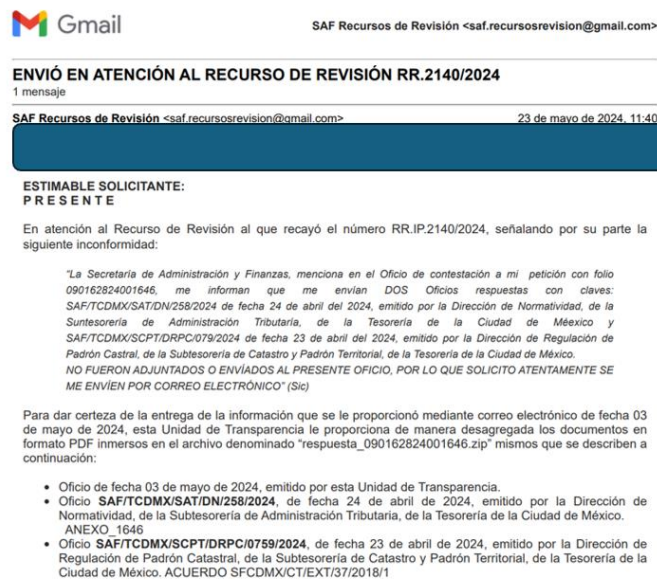 Gmail
SAF Recursos de Revisión <saf.recursosrevision@gmail.com>
ENVIÓ EN ATENCIÓN AL RECURSO DE REVISIÓN RR.2140/2024
1 mensaje
SAF Recursos de Revisión <saf.recursosrevision@gmail.com>
23 de mayo de 2024, 11:40
ESTIMABLE SOLICITANTE:
P R E S E N T E
En atención al Recurso de Revisión al que recayó el número RR.IP.2140/2024, señalando por su parte la
siguiente inconformidad:
"La Secretaría de Administración y Finanzas, menciona en el Oficio de contestación a mi petición con folio
090162824001646, me informan que me envían DOS Oficios respuestas con claves:
SAF/TCDMX/SAT/DN/258/2024 de fecha 24 de abril del 2024, emitido por la Dirección de Normatividad, de la
Suntesorería de Administración Tributaria, de la Tesorería de la Ciudad de Méexico y
SAF/TCDMX/SCPT/DRPC/079/2024 de fecha 23 de abril del 2024, emitido por la Dirección de Regulación de
Padrón Castral, de la Subtesorería de Catastro y Padrón Territorial, de la Tesorería de la Ciudad de México.
NO FUERON ADJUNTADOS O ENVÍADOS AL PRESENTE OFICIO, POR LO QUE SOLICITO ATENTAMENTE SE
ME ENVÍEN POR CORREO ELECTRÓNICO" (Sic)
Para dar certeza de la entrega de la información que se le proporcionó mediante correo electrónico de fecha 03
de mayo de 2024, esta Unidad de Transparencia le proporciona de manera desagregada los documentos en
formato PDF inmersos en el archivo denominado "respuesta_090162824001646.zip" mismos que se describen a
continuación:
• Oficio de fecha 03 de mayo de 2024, emitido por esta Unidad de Transparencia.
• Oficio SAF/TCDMX/SAT/DN/258/2024, de fecha 24 de abril de 2024, emitido por la Dirección de
Normatividad, de la Subtesorería de Administración Tributaria, de la Tesorería de la Ciudad de México.
ANEXO_1646
• Oficio SAF/TCDMX/SCPT/DRPC/0759/2024, de fecha 23 de abril de 2024, emitido por la Dirección de
Regulación de Padrón Catastral, de la Subtesorería de Catastro y Padrón Territorial, de la Tesorería de la
Ciudad de México. ACUERDO SFCDMX/CT/EXT/37/2018/1